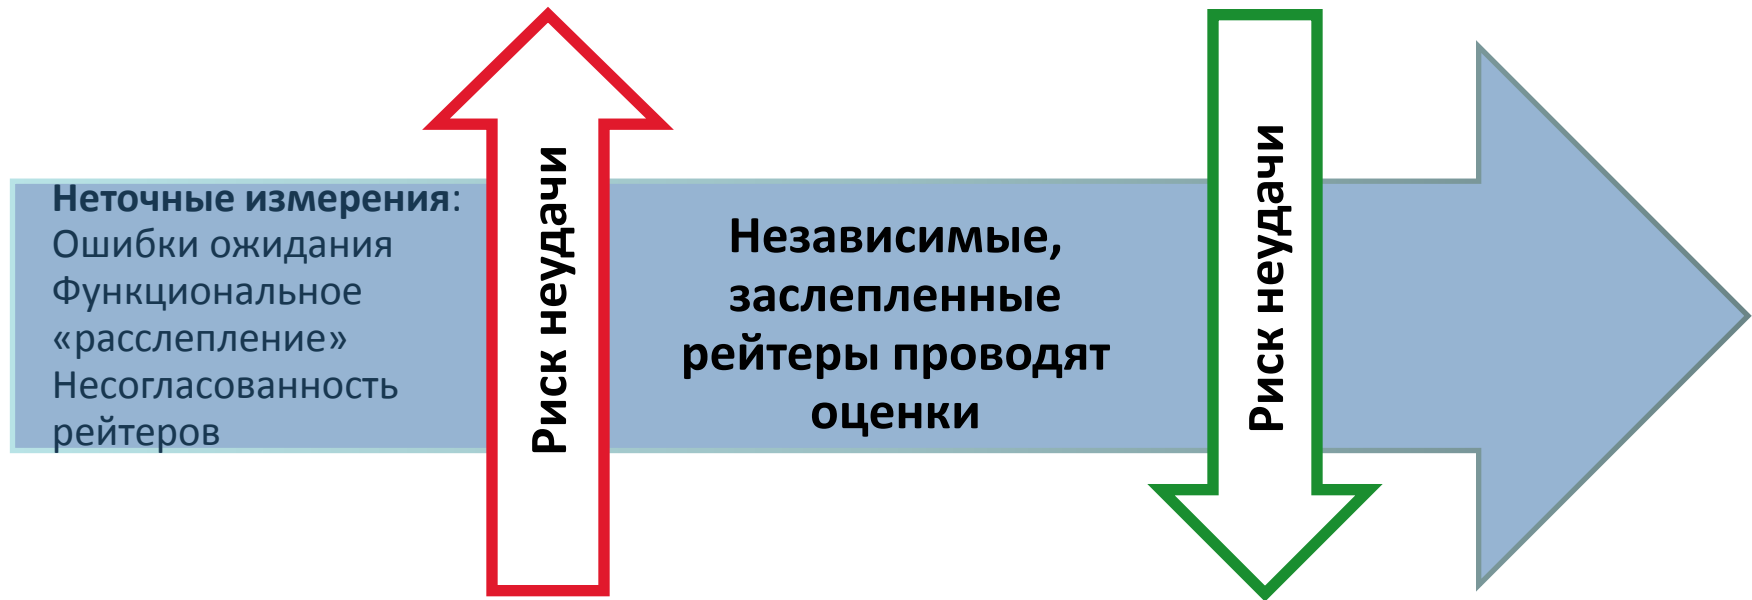 Неточные измерения:
Ошибки ожидания
Функциональное
«расслепление»
Несогласованность
рейтеров
Риск неудачи
Независимые,
заслепленные
рейтеры проводят
оценки
Риск неудачи